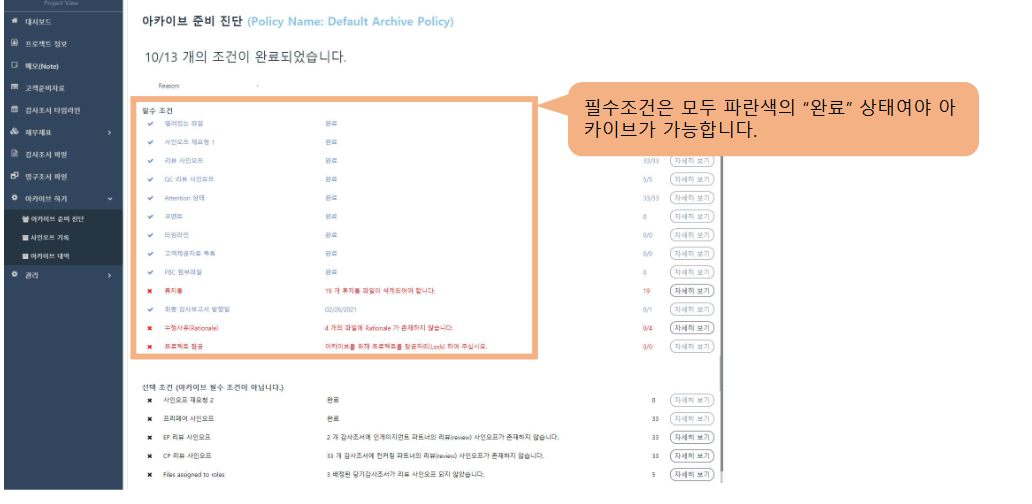 Project View
대시보드
프로젝트 정보
메모(Note)
고객준비자료
감사조서 타임라인
재무제표
감사조서 파일
영구조서 파일
아카이브 하기
아카이브 준비 진단
사인오프 기록
아카이브 내역
관리
아카이브 준비 진단 (Policy Name: Default Archive Policy)
10/13 개의 조건이 완료되었습니다.
Reason: -
필수조건은 모두 파란색의 “완료” 상태여야 아
카이브가 가능합니다.
필수 조건
열려있는 파일 완료
사인오프 재요청 1 완료
리뷰 사인오프 완료 33/33 자세히 보기
QC 리뷰 사인오프 완료 5/5 자세히 보기
Attention 상태 완료 33/33 자세히 보기
코멘트 완료 0 자세히 보기
타임라인 완료 0/0 자세히 보기
고객제공자료 목록 완료 0/0 자세히 보기
PBC 첨부파일 완료 0 자세히 보기
휴지통 19 개 휴지통 파일이 삭제되어야 합니다. 19 자세히 보기
최종 감사보고서 발행일 02/26/2021 0/1 자세히 보기
수정사유(Rationale) 4 개의 파일에 Rationale 가 존재하지 않습니다. 0/4 자세히 보기
프로젝트 잠금 아카이브를 위해 프로젝트를 잠금처리(Lock) 하여 주십시오. 0/0 자세히 보기
선택 조건 (아카이브 필수 조건이 아닙니다.)
사인오프 재요청 2 완료 0 자세히 보기
프리페어 사인오프 완료 33 자세히 보기
EP 리뷰 사인오프 2 개 감사조서에 인게이지먼트 파트너의 리뷰(review) 사인오프가 존재하지 않습니다. 33 자세히 보기
CP 리뷰 사인오프 33 개 감사조서에 컨커링 파트너의 리뷰(review) 사인오프가 존재하지 않습니다. 33 자세히 보기
Files assigned to roles 3 배정된 당기감사조서가 리뷰 사인오프 되지 않았습니다. 5 자세히 보기